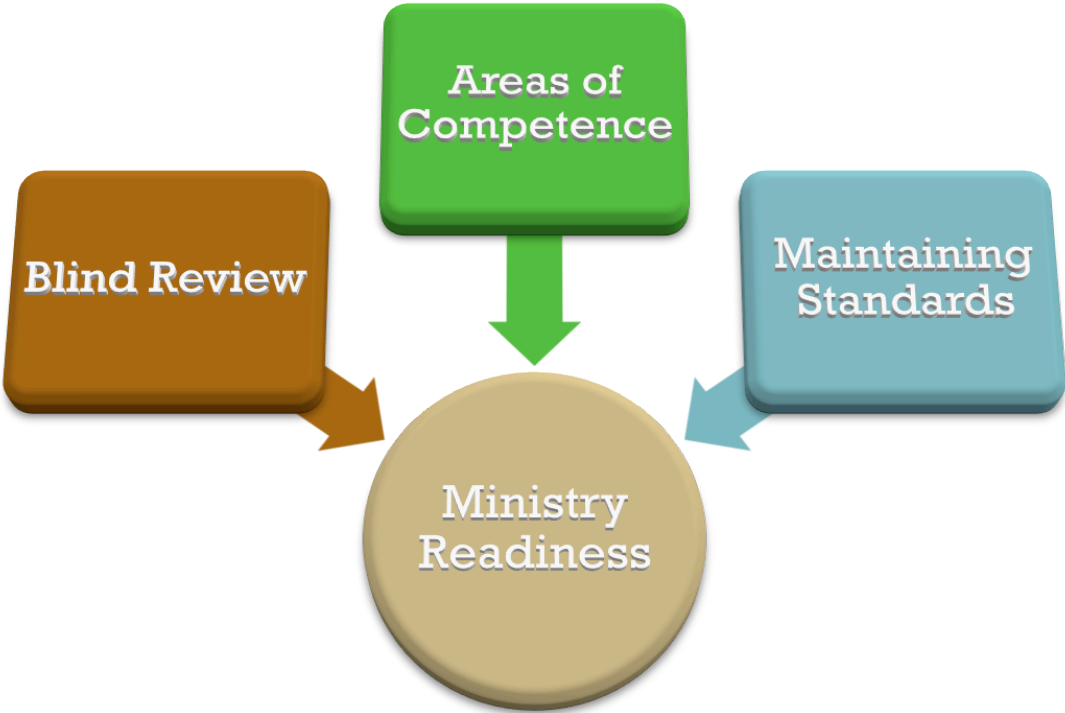 Areas of
Competence
Blind Review
Maintaining
Standards
Ministry
Readiness